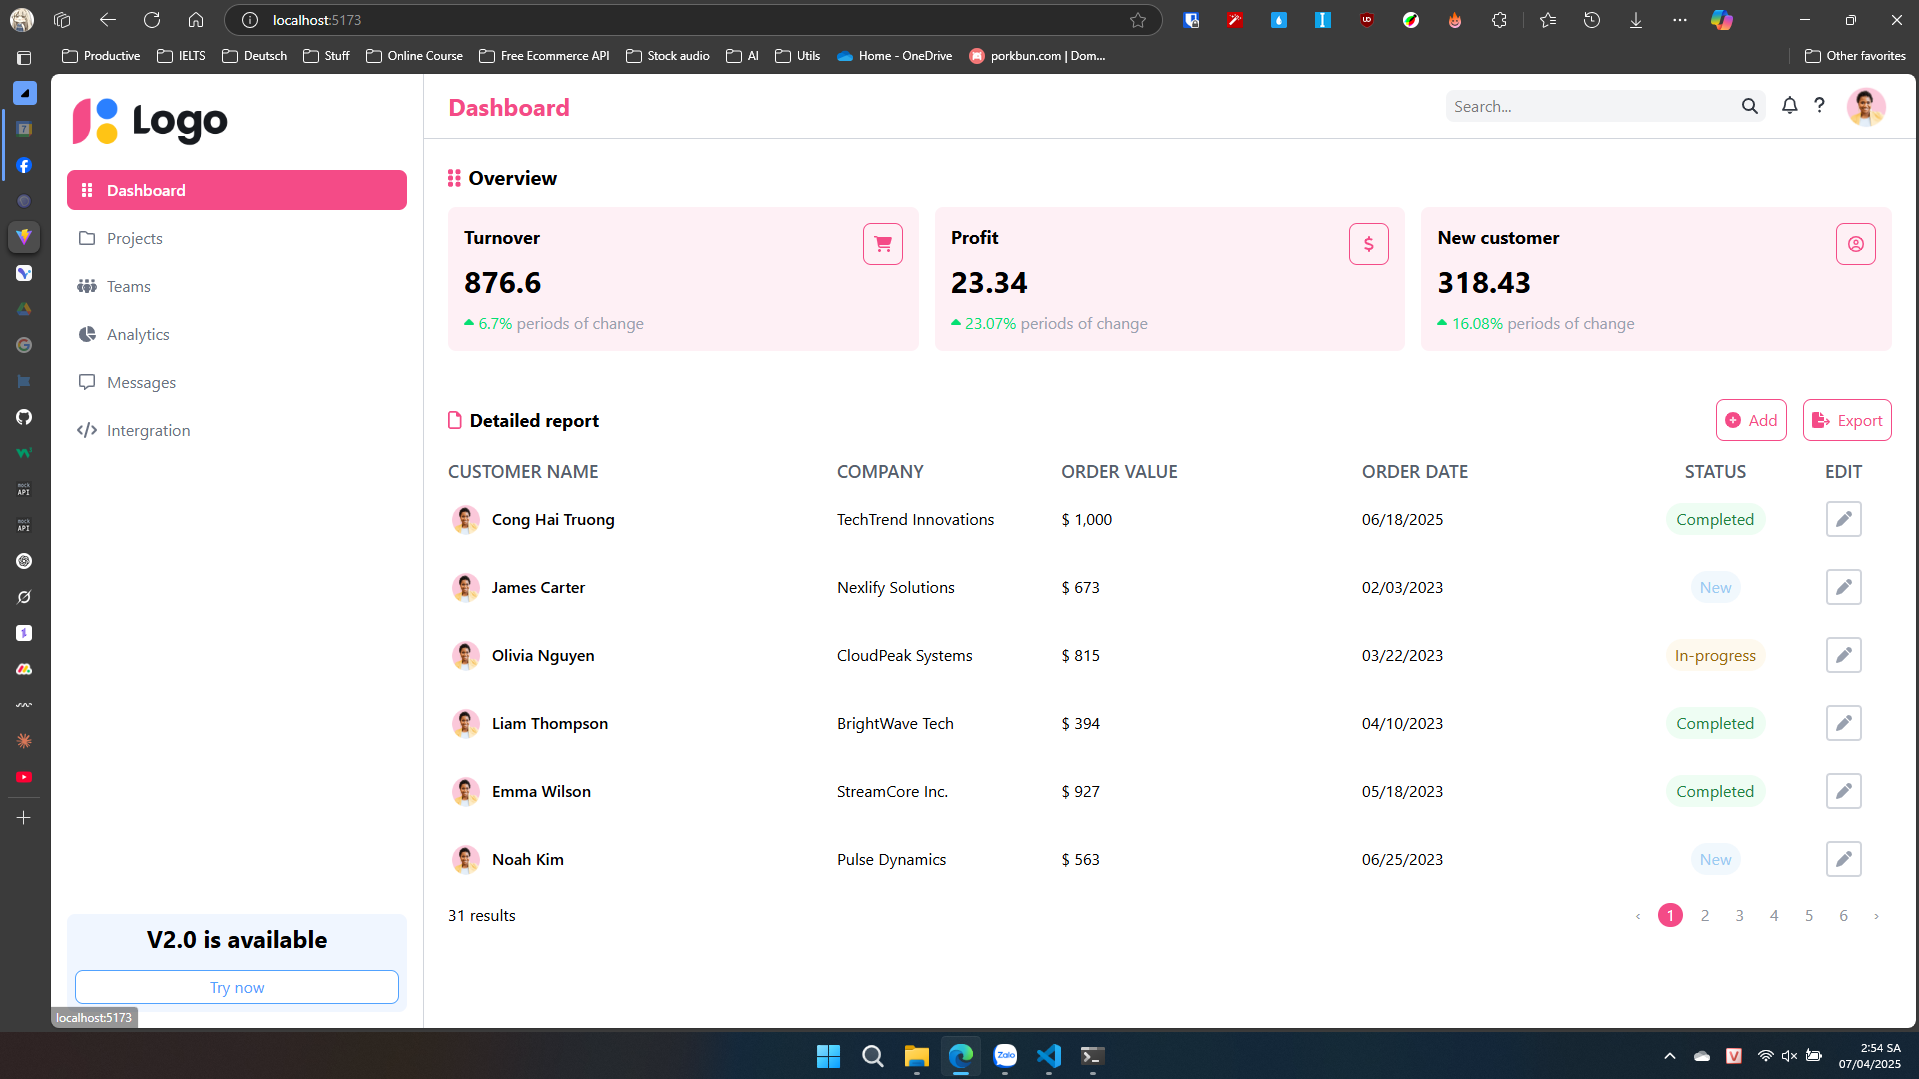 localhost:5173
Productive
IELTS
Deutsch
Stuff
Online Course
Free Ecommerce API
Stock audio
AI
Utils
Home - OneDrive
porkbun.com | Dom...
Other favorites
Logo
Dashboard
Projects
Teams
Analytics
Messages
Intergration
V2.0 is available
Try now
localhost:5173
Dashboard
Search...
Overview
Turnover
876.6
6.7% periods of change
Profit
$
23.34
23.07% periods of change
New customer
318.43
16.08% periods of change
Detailed report
Add
Export
CUSTOMER NAME COMPANY ORDER VALUE ORDER DATE STATUS EDIT
Cong Hai Truong TechTrend Innovations $ 1,000 06/18/2025 Completed
James Carter Nexlify Solutions $ 673 02/03/2023 New
Olivia Nguyen CloudPeak Systems $ 815 03/22/2023 In-progress
Liam Thompson BrightWave Tech $ 394 04/10/2023 Completed
Emma Wilson StreamCore Inc. $ 927 05/18/2023 Completed
Noah Kim Pulse Dynamics $ 563 06/25/2023 New
31 results
‹ 1 2 3 4 5 6 ›
Zalo
V
2:54 SA
07/04/2025